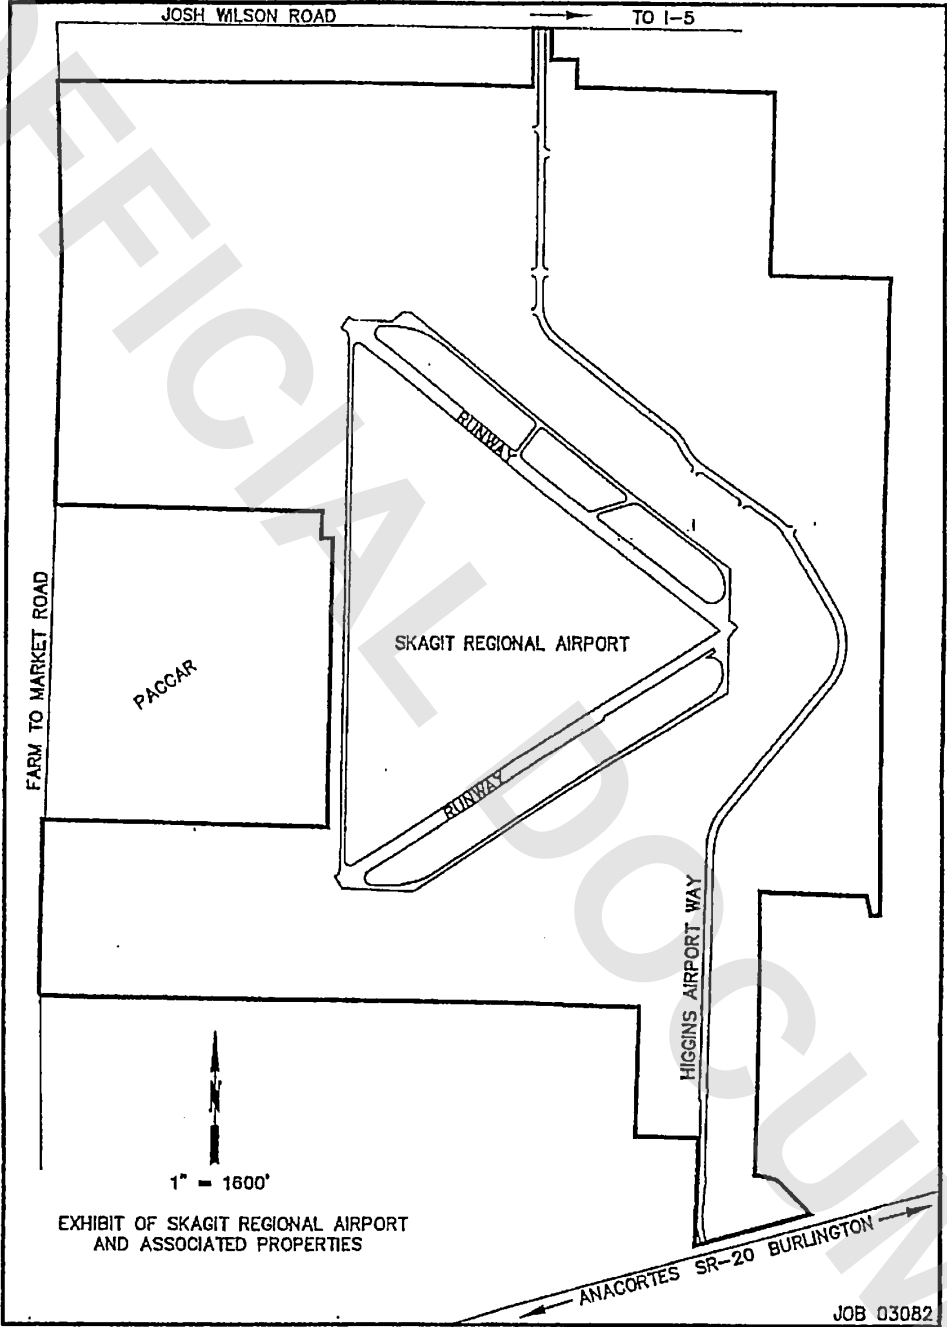 JOSH WILSON ROAD
TO I-5
RUNWAY
SKAGIT REGIONAL AIRPORT
FARM TO MARKET ROAD
PACCAR
RUNWAY
HIGGINS AIRPORT WAY
N
1" = 1600'
EXHIBIT OF SKAGIT REGIONAL AIRPORT
AND ASSOCIATED PROPERTIES
ANACORTES SR-20 BURLINGTON
JOB 03082
OFFICIAL DOCUM